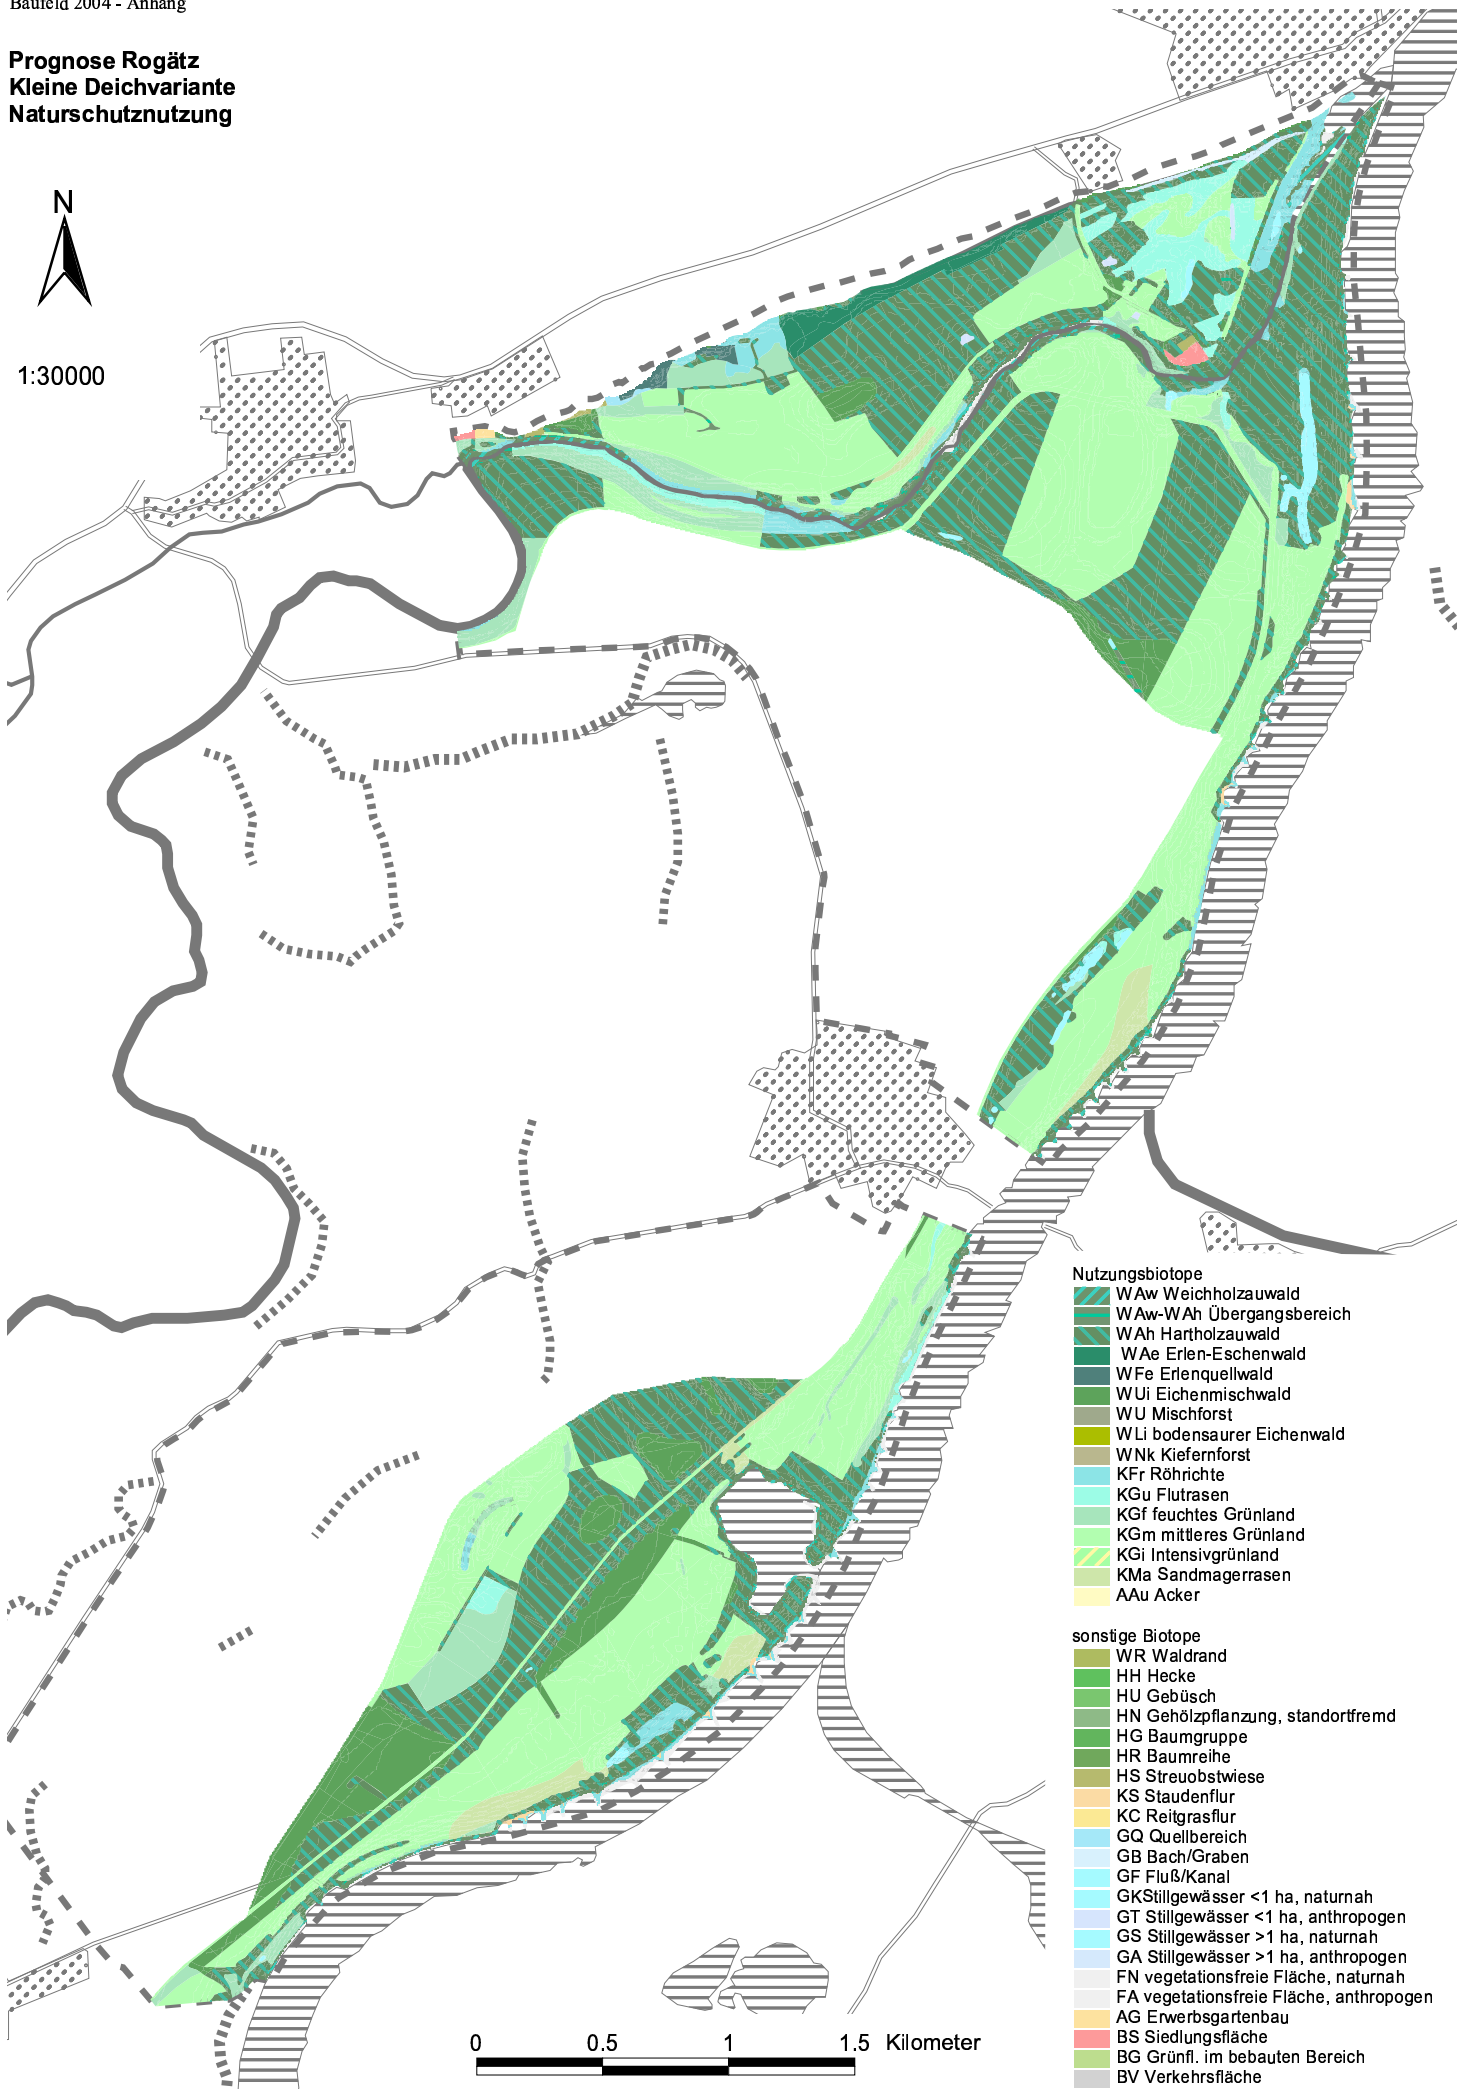 Baufeld 2004 - Anhang
Prognose Rogätz
Kleine Deichvariante
Naturschutznutzung
N
1:30000
Nutzungsbiotope
WAw Weichholzauwald
WAw-WAh Übergangsbereich
WAh Hartholzauwald
WAe Erlen-Eschenwald
WFe Erlenquellwald
WUi Eichenmischwald
WU Mischforst
WLi bodensaurer Eichenwald
WNk Kiefernforst
KFr Röhrichte
KGu Flutrasen
KGf feuchtes Grünland
KGm mittleres Grünland
KGi Intensivgrünland
KMa Sandmagerrasen
AAu Acker
sonstige Biotope
WR Waldrand
HH Hecke
HU Gebüsch
HN Gehölzpflanzung, standortfremd
HG Baumgruppe
HR Baumreihe
HS Streuobstwiese
KS Staudenflur
KC Reitgrasflur
GQ Quellbereich
GB Bach/Graben
GF Fluß/Kanal
GKStillgewässer <1 ha, naturnah
GT Stillgewässer <1 ha, anthropogen
GS Stillgewässer >1 ha, naturnah
GA Stillgewässer >1 ha, anthropogen
FN vegetationsfreie Fläche, naturnah
FA vegetationsfreie Fläche, anthropogen
AG Erwerbsgartenbau
BS Siedlungsfläche
BG Grünfl. im bebauten Bereich
BV Verkehrsfläche
0 0.5 1 1.5 Kilometer